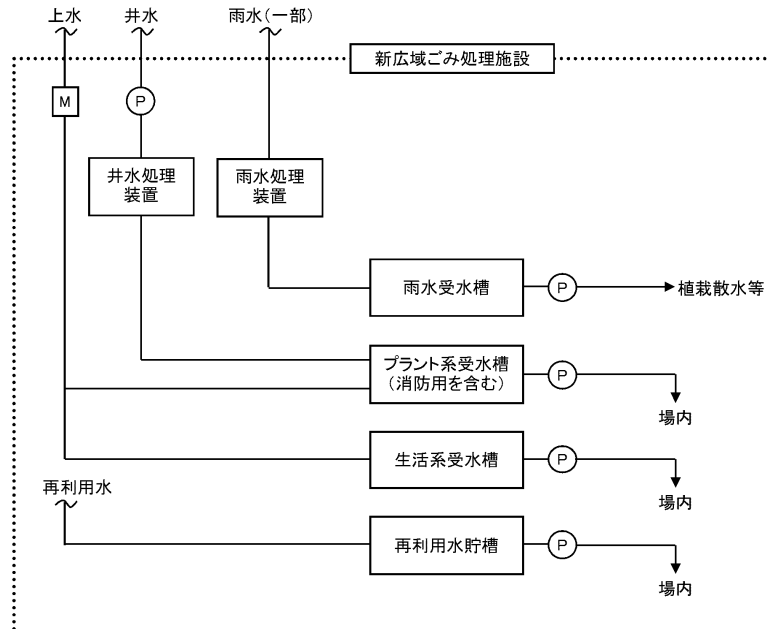 上水
井水
雨水(一部)
新広域ごみ処理施設
M
P
井水処理
装置
雨水処理
装置
雨水受水槽
P
植栽散水等
プラント系受水槽
(消防用を含む)
P
場内
生活系受水槽
P
場内
再利用水
再利用水貯槽
P
場内